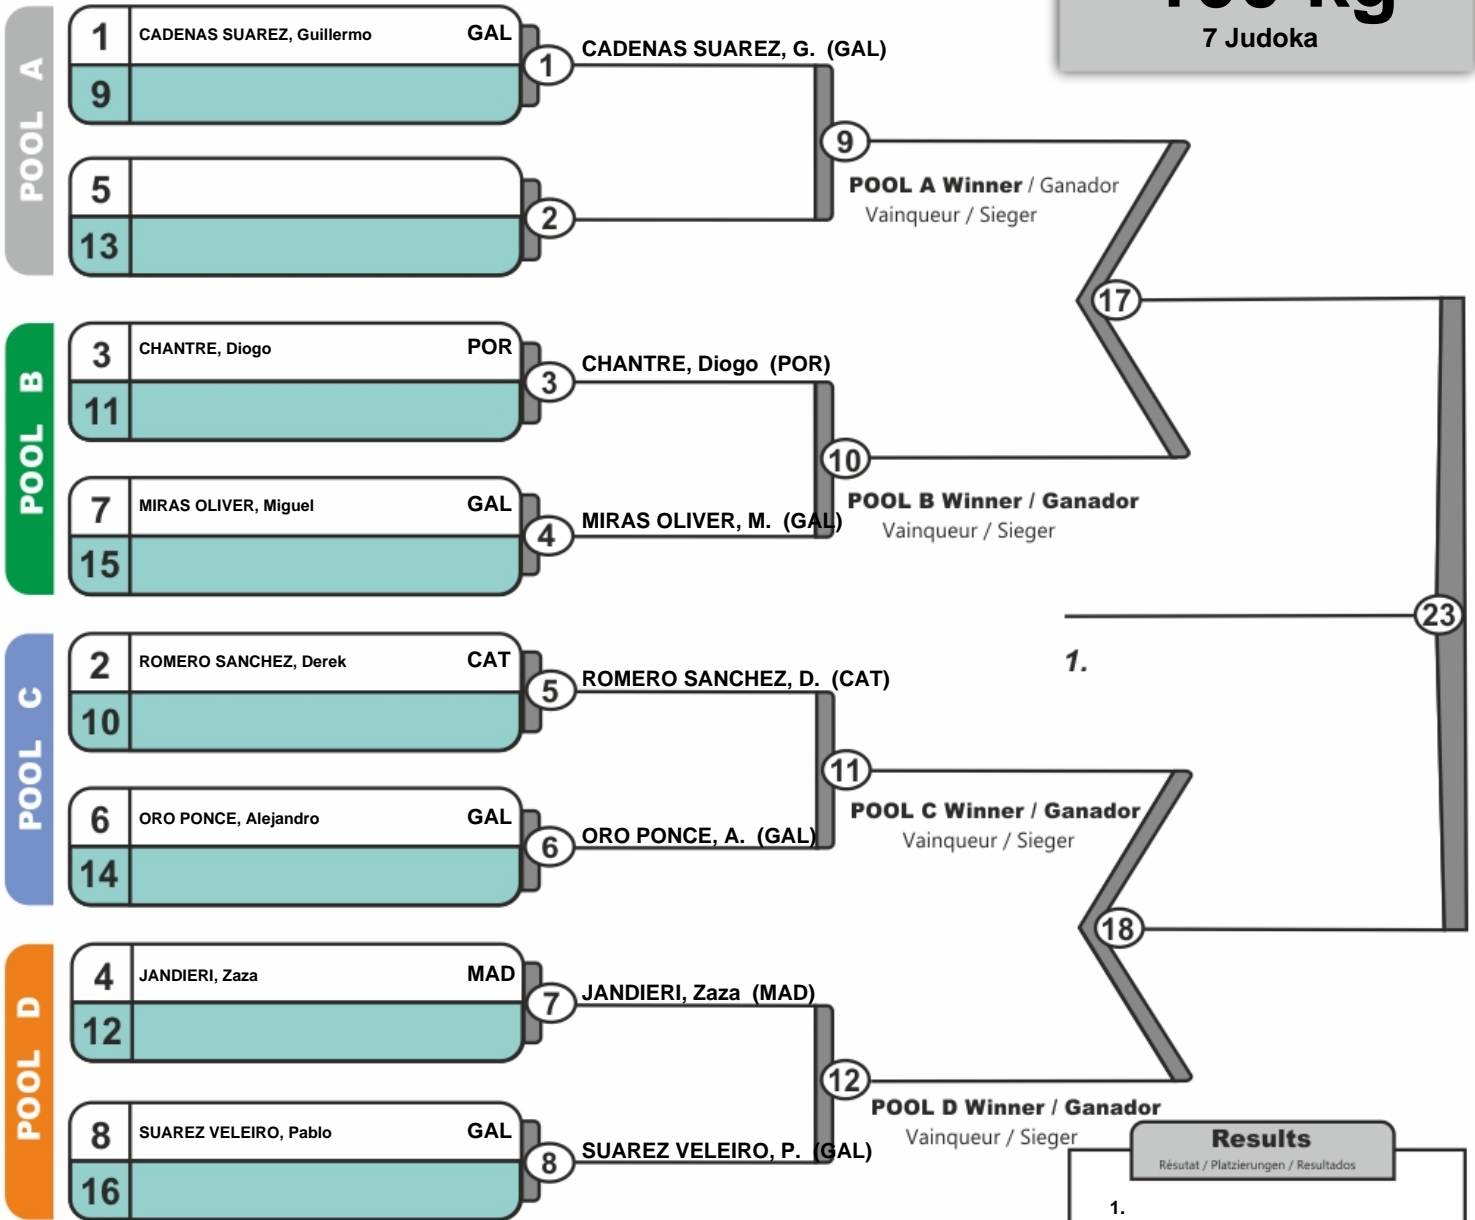 100 kg
7 Judoka
POOL A
1 CADENAS SUAREZ, Guillermo GAL
9
1
CADENAS SUAREZ, G. (GAL)
5
13
2
9
POOL A Winner / Ganador
Vainqueur / Sieger
17
POOL B
3 CHANTRE, Diogo POR
11
3
CHANTRE, Diogo (POR)
7 MIRAS OLIVER, Miguel GAL
15
4
MIRAS OLIVER, M. (GAL)
10
POOL B Winner / Ganador
Vainqueur / Sieger
23
1.
POOL C
2 ROMERO SANCHEZ, Derek CAT
10
5
ROMERO SANCHEZ, D. (CAT)
6 ORO PONCE, Alejandro GAL
14
6
ORO PONCE, A. (GAL)
11
POOL C Winner / Ganador
Vainqueur / Sieger
18
POOL D
4 JANDIERI, Zaza MAD
12
7
JANDIERI, Zaza (MAD)
8 SUAREZ VELEIRO, Pablo GAL
16
8
SUAREZ VELEIRO, P. (GAL)
12
POOL D Winner / Ganador
Vainqueur / Sieger
Results
Résutat / Platzierungen / Resultados
1.